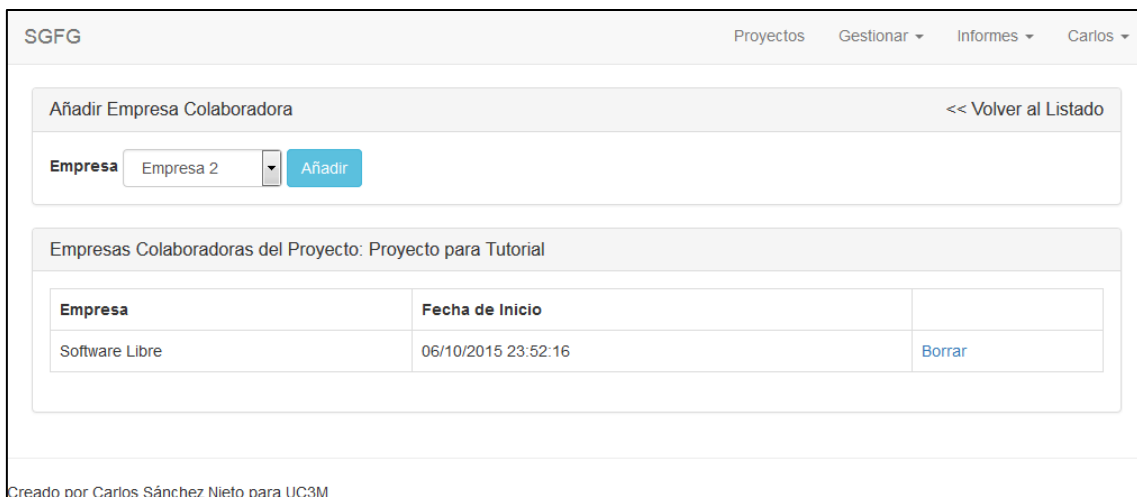 SGFG Proyectos Gestionar Informes Carlos
Añadir Empresa Colaboradora << Volver al Listado
Empresa Empresa 2 Añadir
Empresas Colaboradoras del Proyecto: Proyecto para Tutorial
Empresa Fecha de Inicio
Software Libre 06/10/2015 23:52:16 Borrar
Creado por Carlos Sánchez Nieto para UC3M